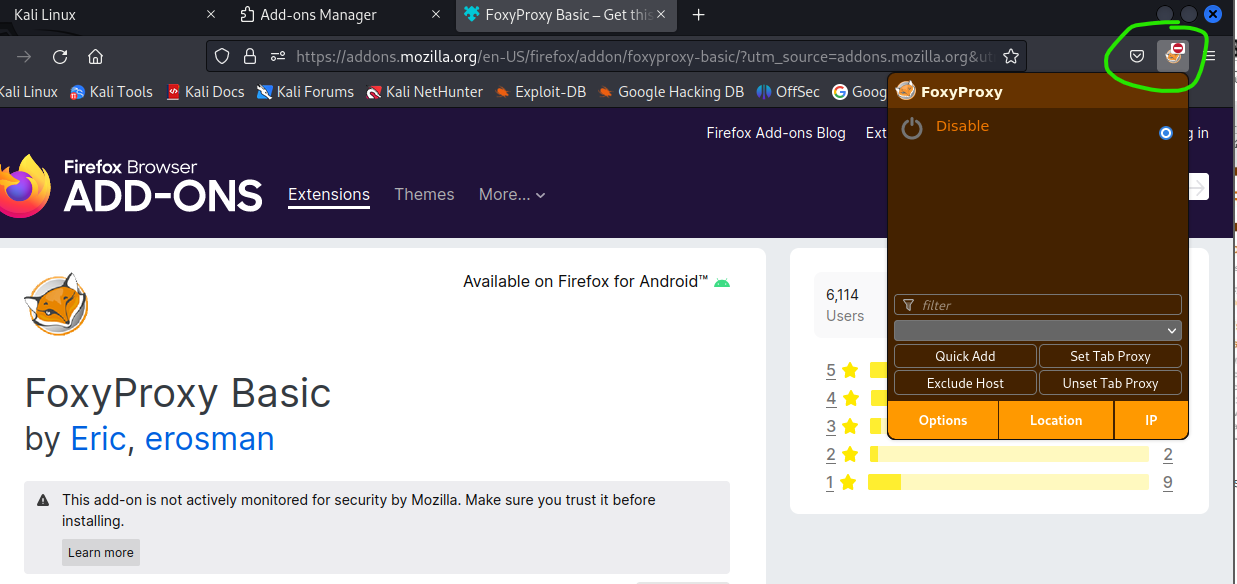 Kali Linux
Add-ons Manager
FoxyProxy Basic – Get this
https://addons.mozilla.org/en-US/firefox/addon/foxyproxy-basic/?utm_source=addons.mozilla.org&ut
Kali Linux Kali Tools Kali Docs Kali Forums Kali NetHunter Exploit-DB Google Hacking DB OffSec Goog
FoxyProxy
Disable
Firefox Add-ons Blog Ext g in
Firefox Browser
ADD-ONS
Extensions Themes More...
Available on Firefox for Android™
6,114
Users
filter
Quick Add Set Tab Proxy
Exclude Host Unset Tab Proxy
Options Location IP
5
4
3
2 2
1 9
FoxyProxy Basic
by Eric, erosman
This add-on is not actively monitored for security by Mozilla. Make sure you trust it before
installing.
Learn more